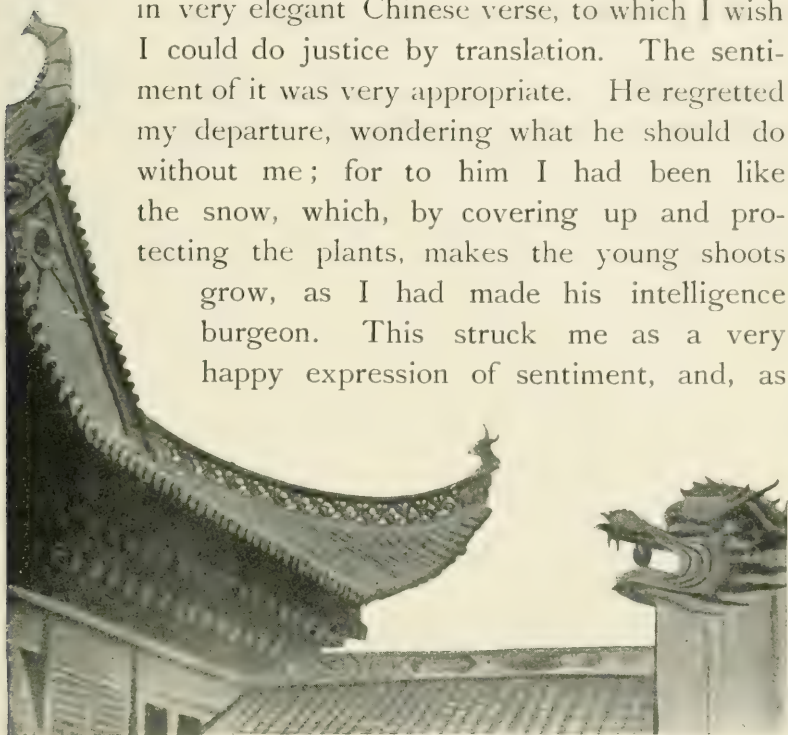 in very elegant Chinese verse, to which I wish
I could do justice by translation. The senti-
ment of it was very appropriate. He regretted
my departure, wondering what he should do
without me; for to him I had been like
the snow, which, by covering up and pro-
tecting the plants, makes the young shoots
grow, as I had made his intelligence
burgeon. This struck me as a very
happy expression of sentiment, and, as